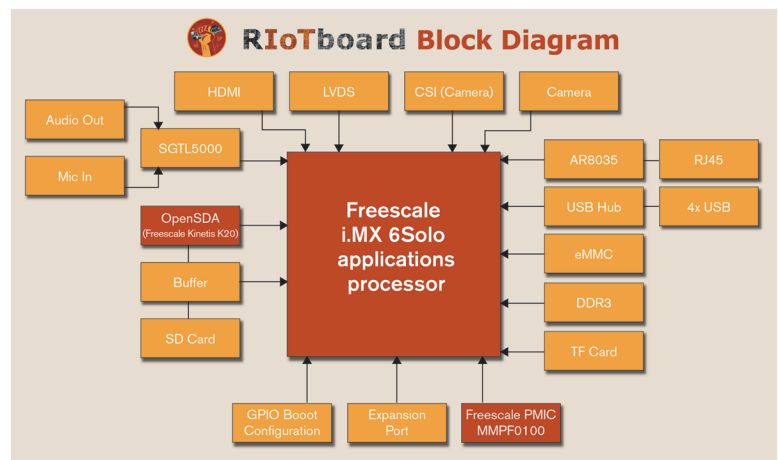 RIoTboard Block Diagram
HDMI
LVDS
CSI (Camera)
Camera
Audio Out
SGTL5000
Mic In
AR8035
RJ45
OpenSDA
(Freescale Kinetis K20)
Freescale
i.MX 6Solo
applications
processor
USB Hub
4x USB
Buffer
eMMC
DDR3
SD Card
TF Card
GPIO Booot
Configuration
Expansion
Port
Freescale PMIC
MMPF0100